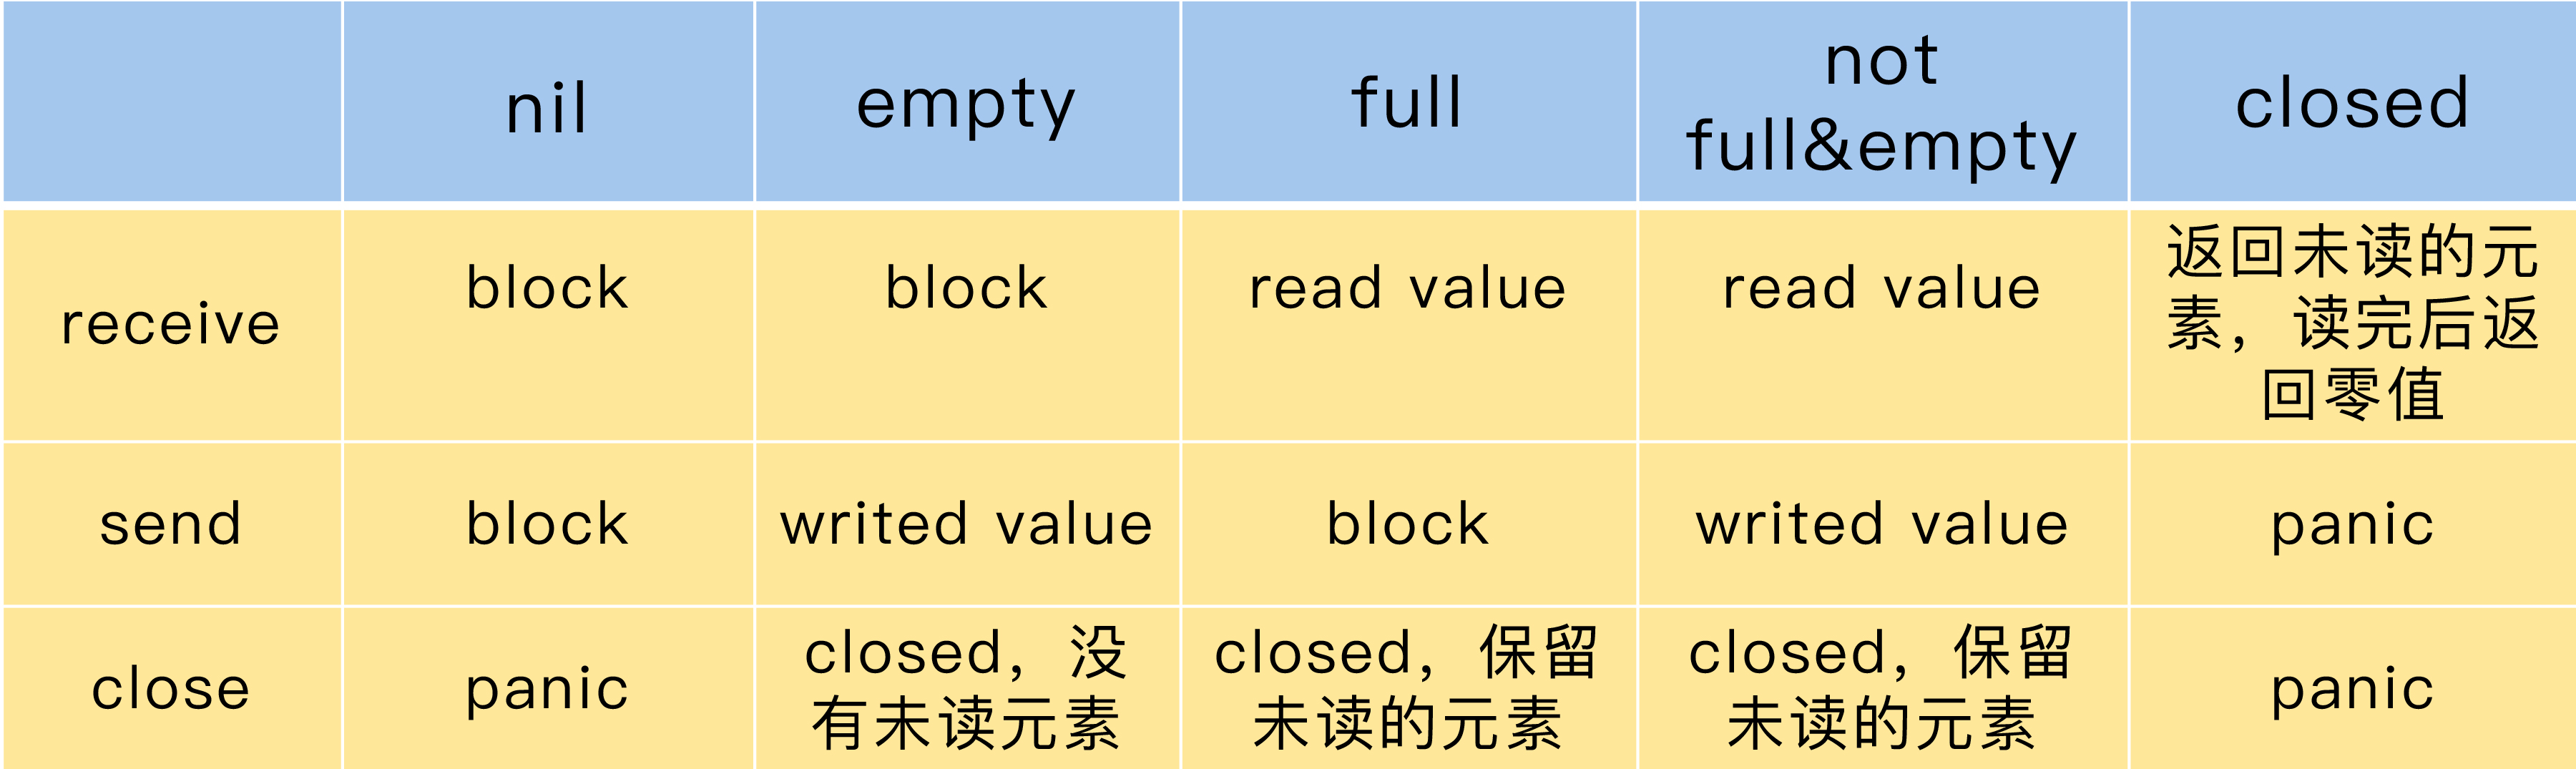 nil
empty
full
not
full&empty
closed
receive
block
block
read value
read value
返回未读的元
素，读完后返
回零值
send
block
writed value
block
writed value
panic
close
panic
closed，没
有未读元素
closed，保留
未读的元素
closed，保留
未读的元素
panic